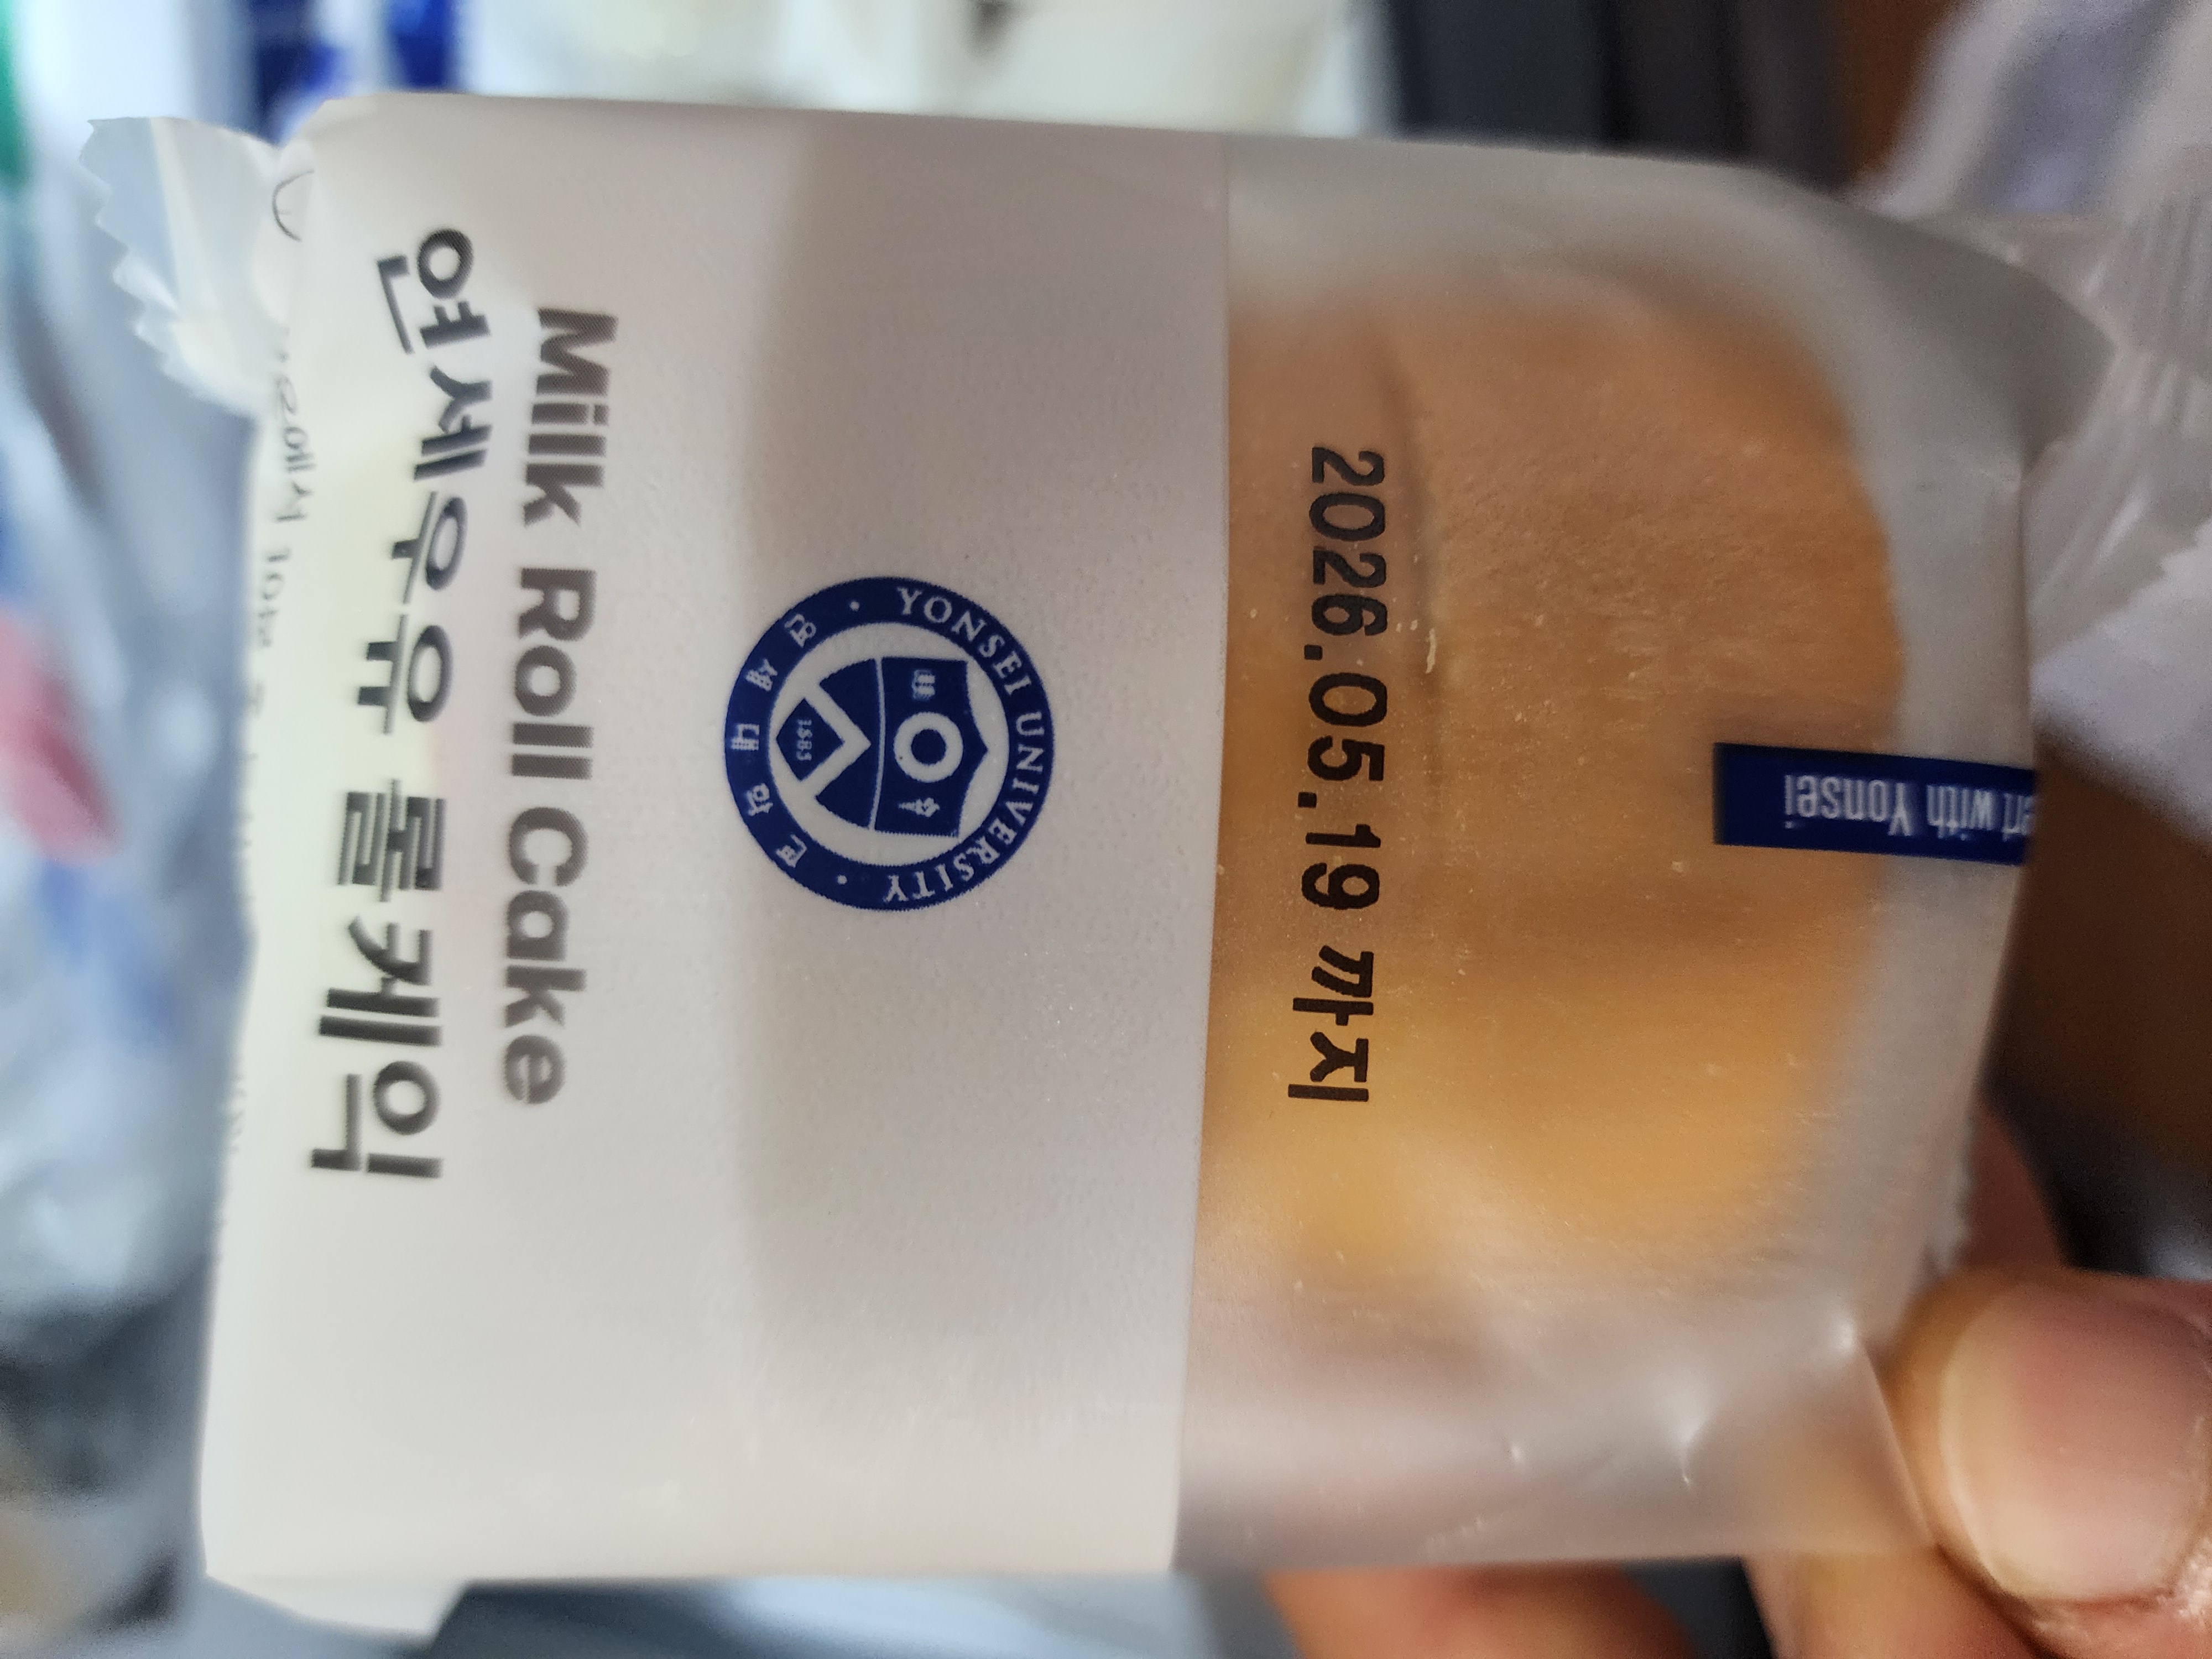 연세우유 롤케익
Milk Roll Cake
YONSEI UNIVERSITY
1885
2026.05.19 까지
with Yonsei